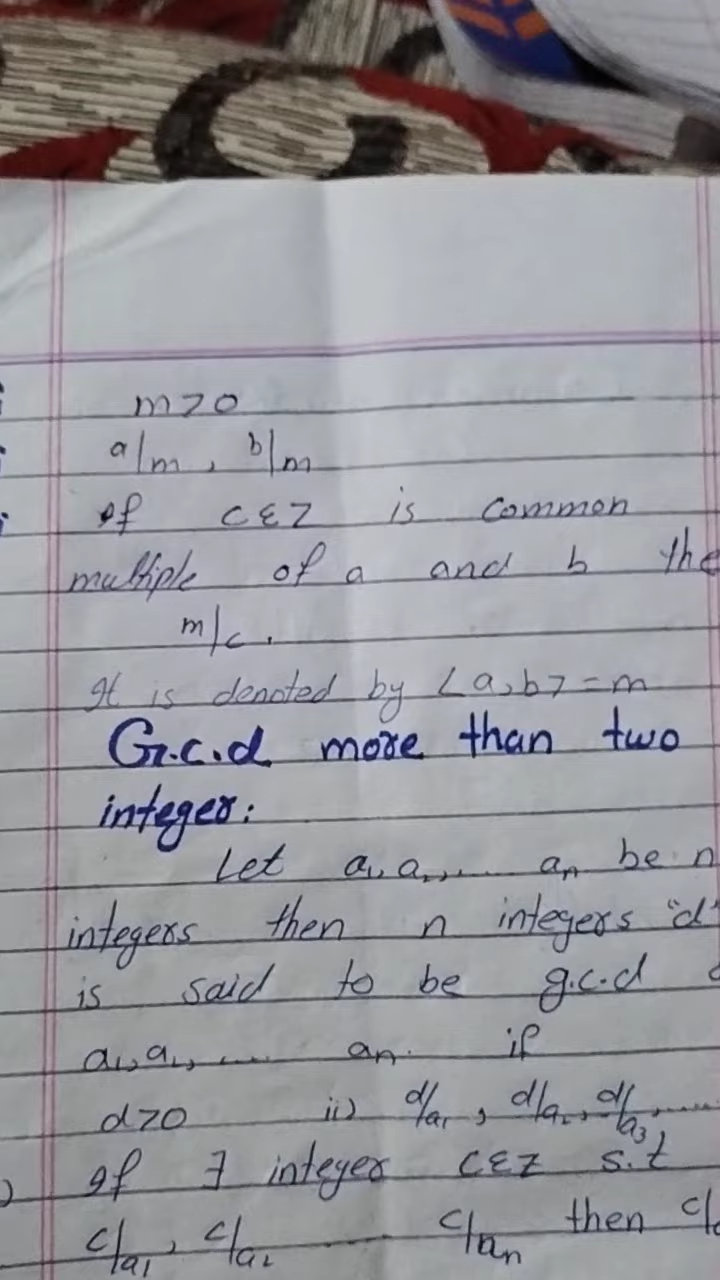 m>0
a/m, b/m
If c∈Z is common
multiple of a and b the
m/c.
It is denoted by <a,b>=m
G.c.d more than two
integer:
Let a₁,a₂,...... aₙ be n
integers then n integers "d"
is said to be g.c.d
a₁,a₂,...... aₙ. if
d>0 ii) d/a₁, d/a₂, d/a₃,......
) If ∃ integer c∈Z s.t
c/a₁, c/a₂ ...... c/aₙ then c/